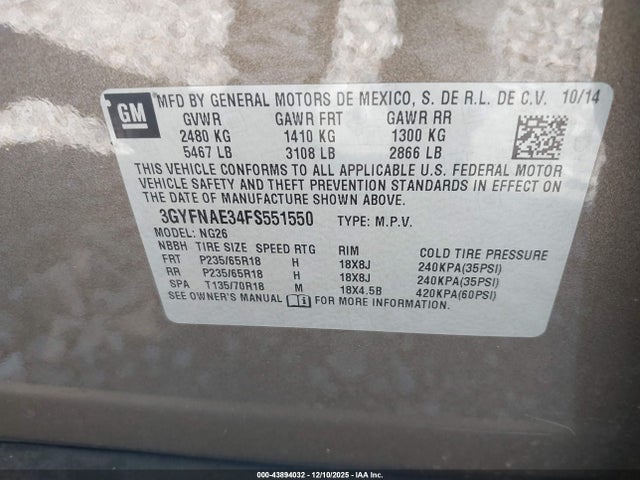 GM
MFD BY GENERAL MOTORS DE MEXICO, S. DE R.L. DE C.V. 10/14
GVWR GAWR FRT GAWR RR
2480 KG 1410 KG 1300 KG
5467 LB 3108 LB 2866 LB
THIS VEHICLE CONFORMS TO ALL APPLICABLE U.S. FEDERAL MOTOR
VEHICLE SAFETY AND THEFT PREVENTION STANDARDS IN EFFECT ON
THE DATE OF MANUFACTURE SHOWN ABOVE.
3GYFNAE34FS551550 TYPE: M.P.V.
MODEL: NG26
NBBH TIRE SIZE SPEED RTG RIM COLD TIRE PRESSURE
FRT P235/65R18 H 18X8J 240KPA(35PSI)
RR P235/65R18 H 18X8J 240KPA(35PSI)
SPA T135/70R18 M 18X4.5B 420KPA(60PSI)
SEE OWNER'S MANUAL FOR MORE INFORMATION.
000-43894032 - 12/10/2025 - IAA Inc.